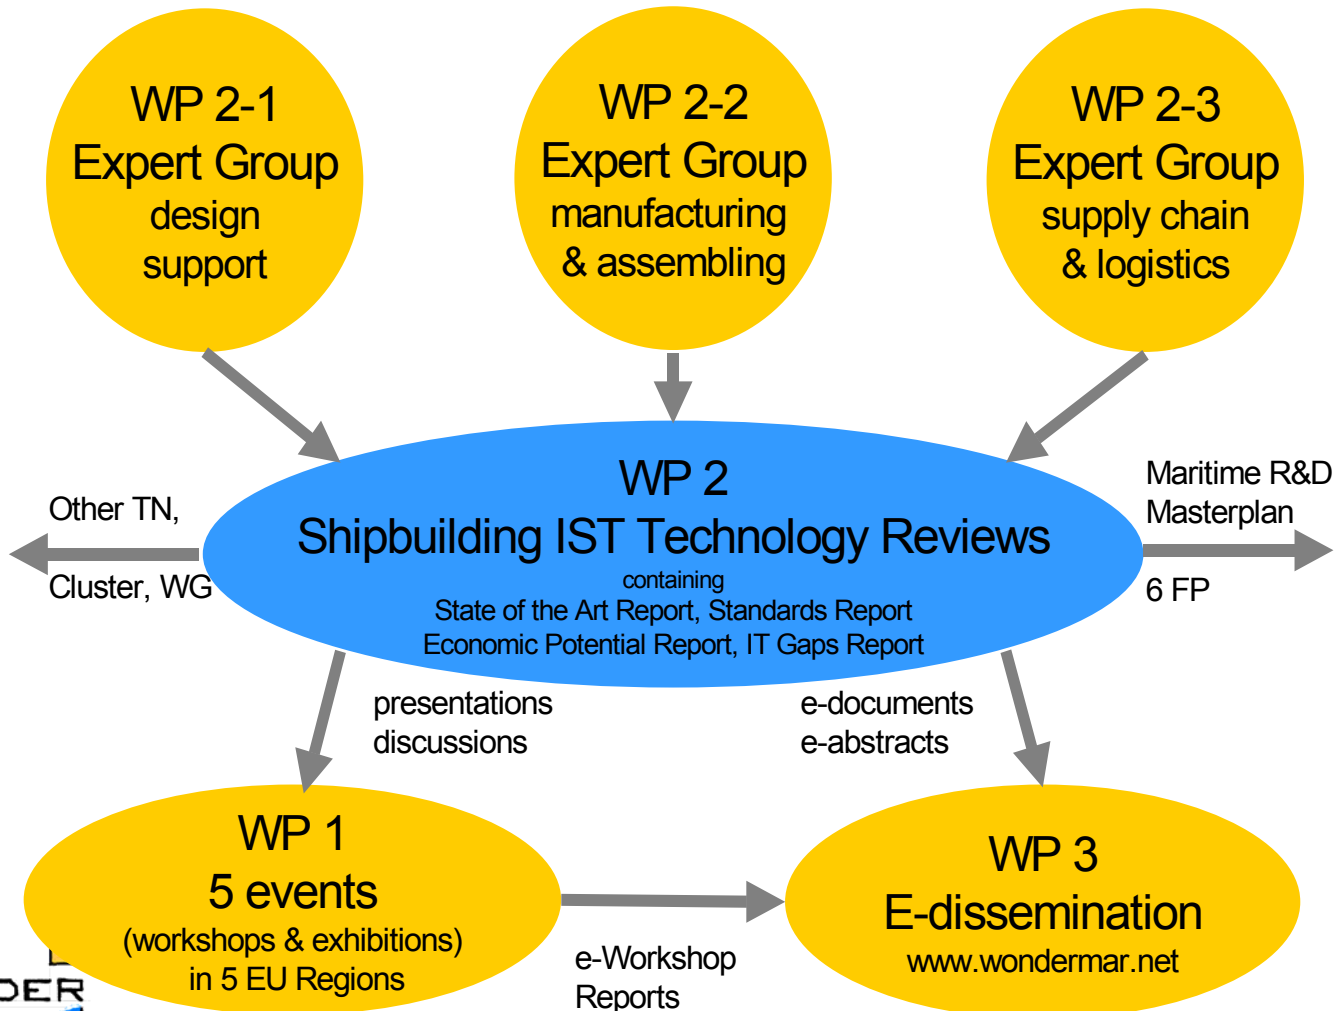 WP 2-1
Expert Group
design
support
WP 2-2
Expert Group
manufacturing
& assembling
WP 2-3
Expert Group
supply chain
& logistics
Other TN,
Cluster, WG
WP 2
Shipbuilding IST Technology Reviews
containing
State of the Art Report, Standards Report
Economic Potential Report, IT Gaps Report
Maritime R&D
Masterplan
6 FP
presentations
discussions
e-documents
e-abstracts
WP 1
5 events
(workshops & exhibitions)
in 5 EU Regions
e-Workshop
Reports
WP 3
E-dissemination
www.wondermar.net
DER